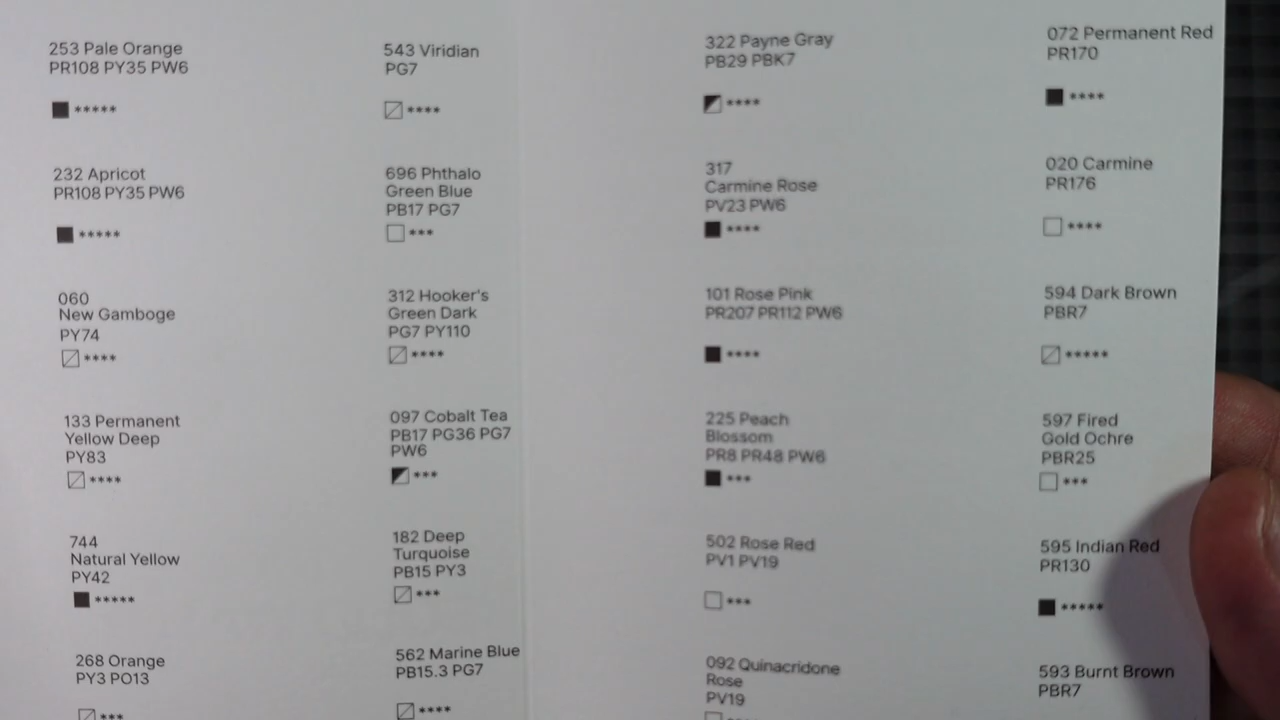 253 Pale Orange
PR108 PY35 PW6
*****
232 Apricot
PR108 PY35 PW6
*****
060
New Gamboge
PY74
****
133 Permanent
Yellow Deep
PY83
****
744
Natural Yellow
PY42
*****
268 Orange
PY3 PO13
***
543 Viridian
PG7
****
696 Phthalo
Green Blue
PB17 PG7
***
312 Hooker's
Green Dark
PG7 PY110
****
097 Cobalt Tea
PB17 PG36 PG7
PW6
***
182 Deep
Turquoise
PB15 PY3
***
562 Marine Blue
PB15.3 PG7
****
322 Payne Gray
PB29 PBK7
****
317
Carmine Rose
PV23 PW6
****
101 Rose Pink
PR207 PR112 PW6
****
225 Peach
Blossom
PR8 PR48 PW6
***
502 Rose Red
PV1 PV19
***
092 Quinacridone
Rose
PV19
072 Permanent Red
PR170
****
020 Carmine
PR176
****
594 Dark Brown
PBR7
*****
597 Fired
Gold Ochre
PBR25
***
595 Indian Red
PR130
*****
593 Burnt Brown
PBR7